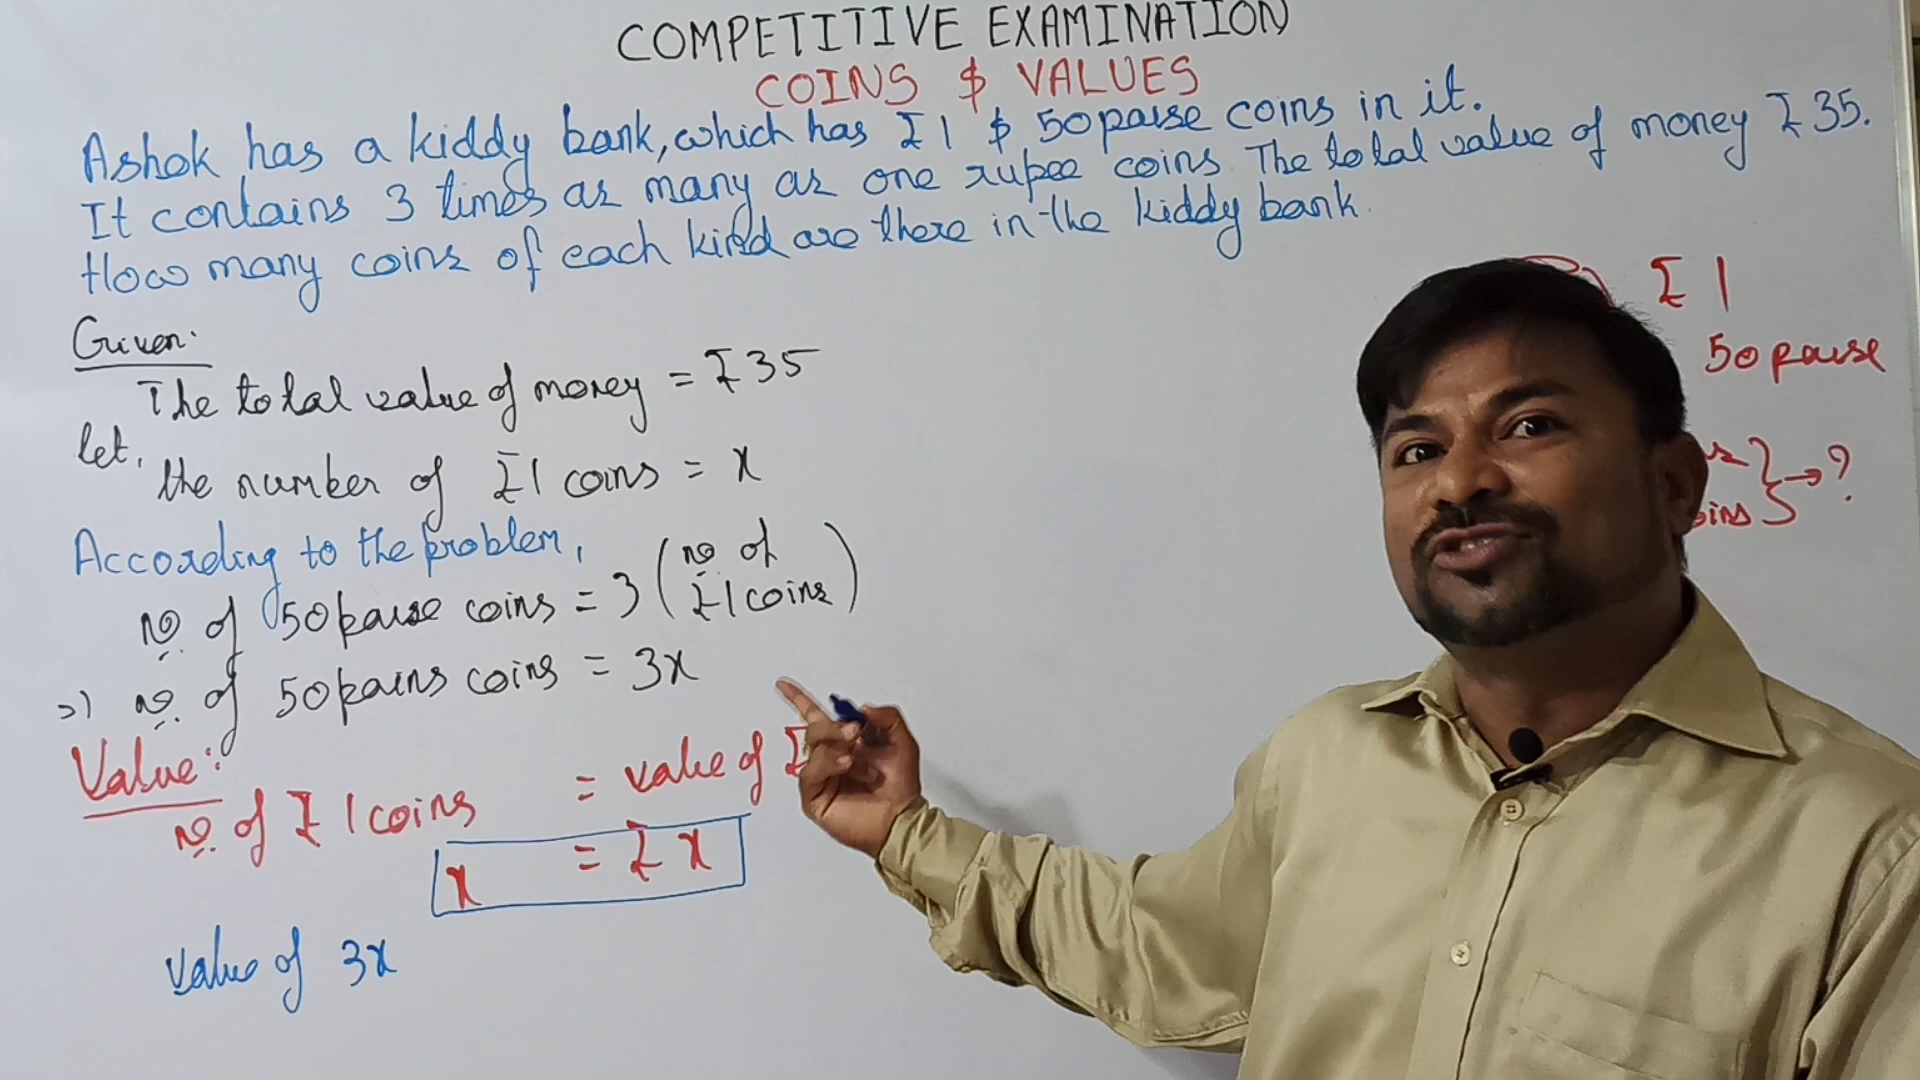 COMPETITIVE EXAMINATION
COINS & VALUES
Ashok has a kiddy bank, which has ₹1 & 50 paise coins in it.
It contains 3 times as many as one rupee coins. The total value of money ₹35.
How many coins of each kind are there in the kiddy bank
Given:
The total value of money = ₹35
let,
the number of ₹1 coins = x
According to the problem,
No of 50 paise coins = 3 (no of ₹1 coins)
=) No. of 50 pains coins = 3x
Value:
No of ₹1 coins = value of ₹
x = ₹ x
value of 3x
₹1
50 paise
} → ?